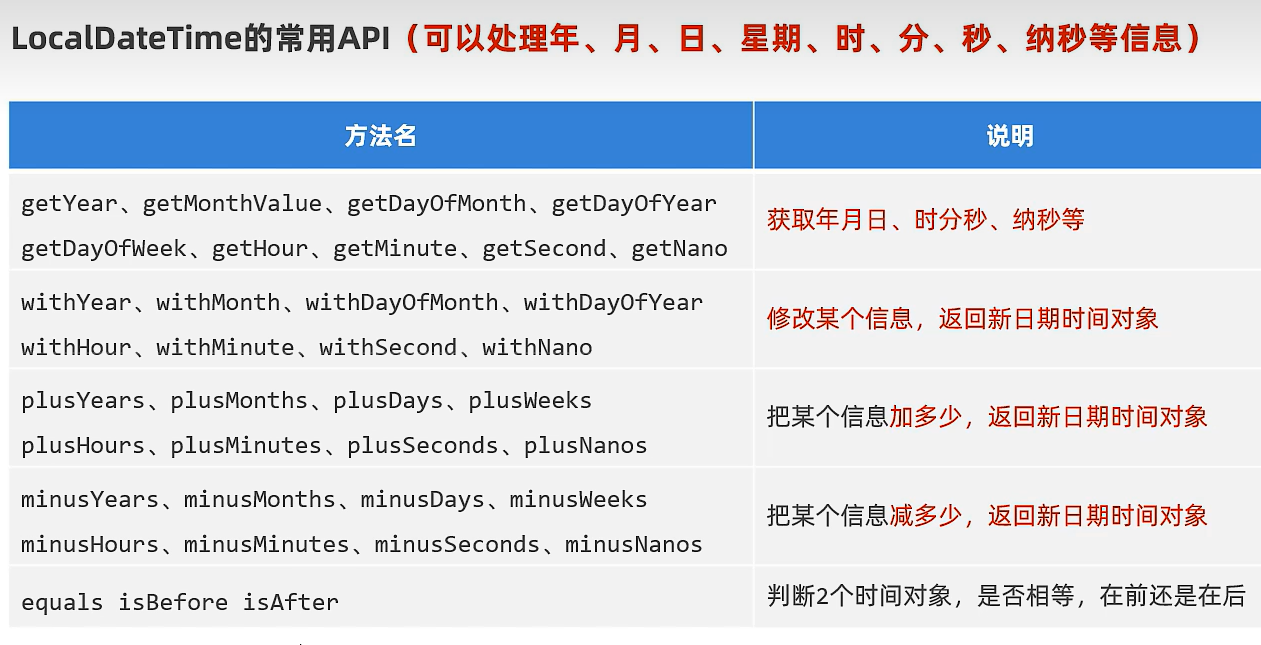 LocalDateTime的常用API（可以处理年、月、日、星期、时、分、秒、纳秒等信息）
方法名
说明
getYear、getMonthValue、getDayOfMonth、getDayOfYear
getDayOfWeek、getHour、getMinute、getSecond、getNano
获取年月日、时分秒、纳秒等
withYear、withMonth、withDayOfMonth、withDayOfYear
withHour、withMinute、withSecond、withNano
修改某个信息，返回新日期时间对象
plusYears、plusMonths、plusDays、plusWeeks
plusHours、plusMinutes、plusSeconds、plusNanos
把某个信息加多少，返回新日期时间对象
minusYears、minusMonths、minusDays、minusWeeks
minusHours、minusMinutes、minusSeconds、minusNanos
把某个信息减多少，返回新日期时间对象
equals isBefore isAfter
判断2个时间对象，是否相等，在前还是在后